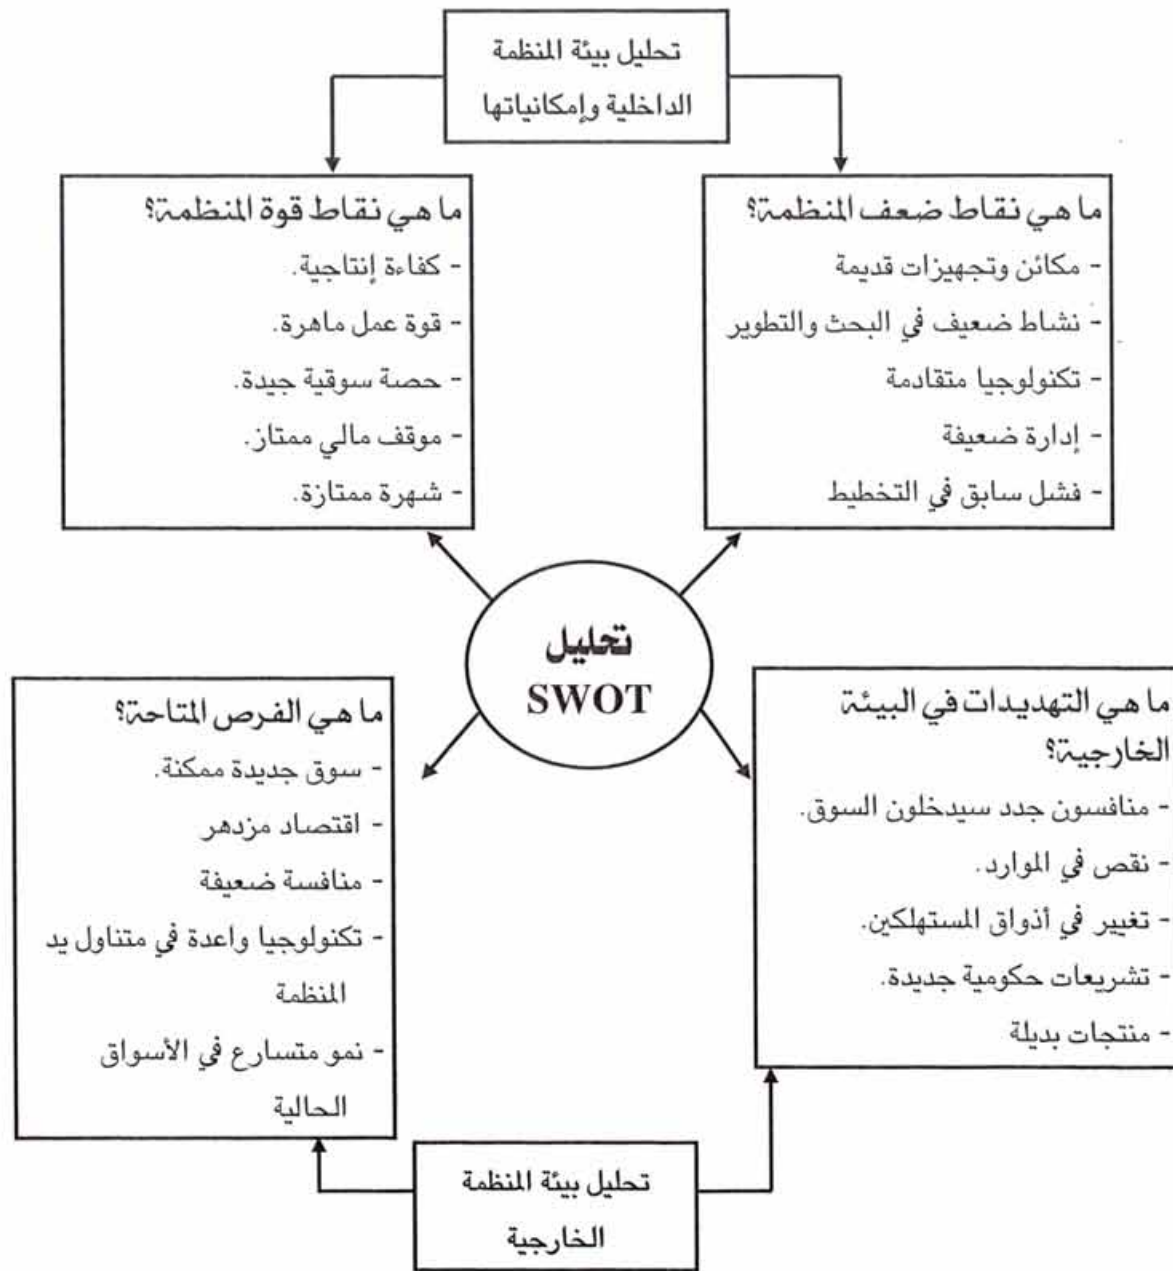 تحليل بيئة المنظمة
الداخلية وإمكانياتها
ما هي نقاط ضعف المنظمة؟
- مكائن وتجهيزات قديمة
- نشاط ضعيف في البحث والتطوير
- تكنولوجيا متقادمة
- إدارة ضعيفة
- فشل سابق في التخطيط
ما هي نقاط قوة المنظمة؟
- كفاءة إنتاجية.
- قوة عمل ماهرة.
- حصة سوقية جيدة.
- موقف مالي ممتاز.
- شهرة ممتازة.
تحليل
SWOT
ما هي التهديدات في البيئة
الخارجية؟
- منافسون جدد سيدخلون السوق.
- نقص في الموارد.
- تغيير في أذواق المستهلكين.
- تشريعات حكومية جديدة.
- منتجات بديلة
ما هي الفرص المتاحة؟
- سوق جديدة ممكنة.
- اقتصاد مزدهر
- منافسة ضعيفة
- تكنولوجيا واعدة في متناول يد
المنظمة
- نمو متسارع في الأسواق
الحالية
تحليل بيئة المنظمة
الخارجية